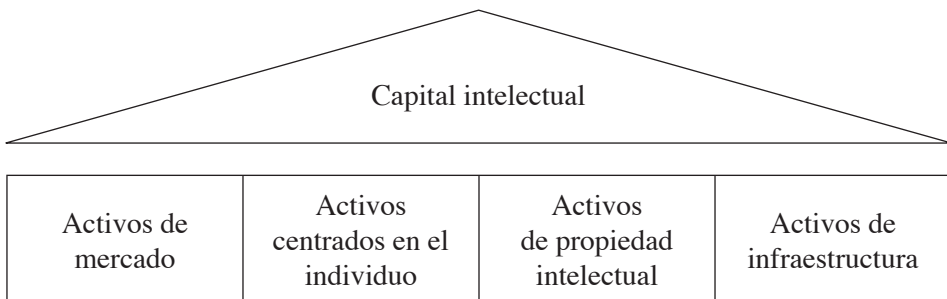 Capital intelectual
Activos de
mercado
Activos
centrados en el
individuo
Activos
de propiedad
intelectual
Activos de
infraestructura